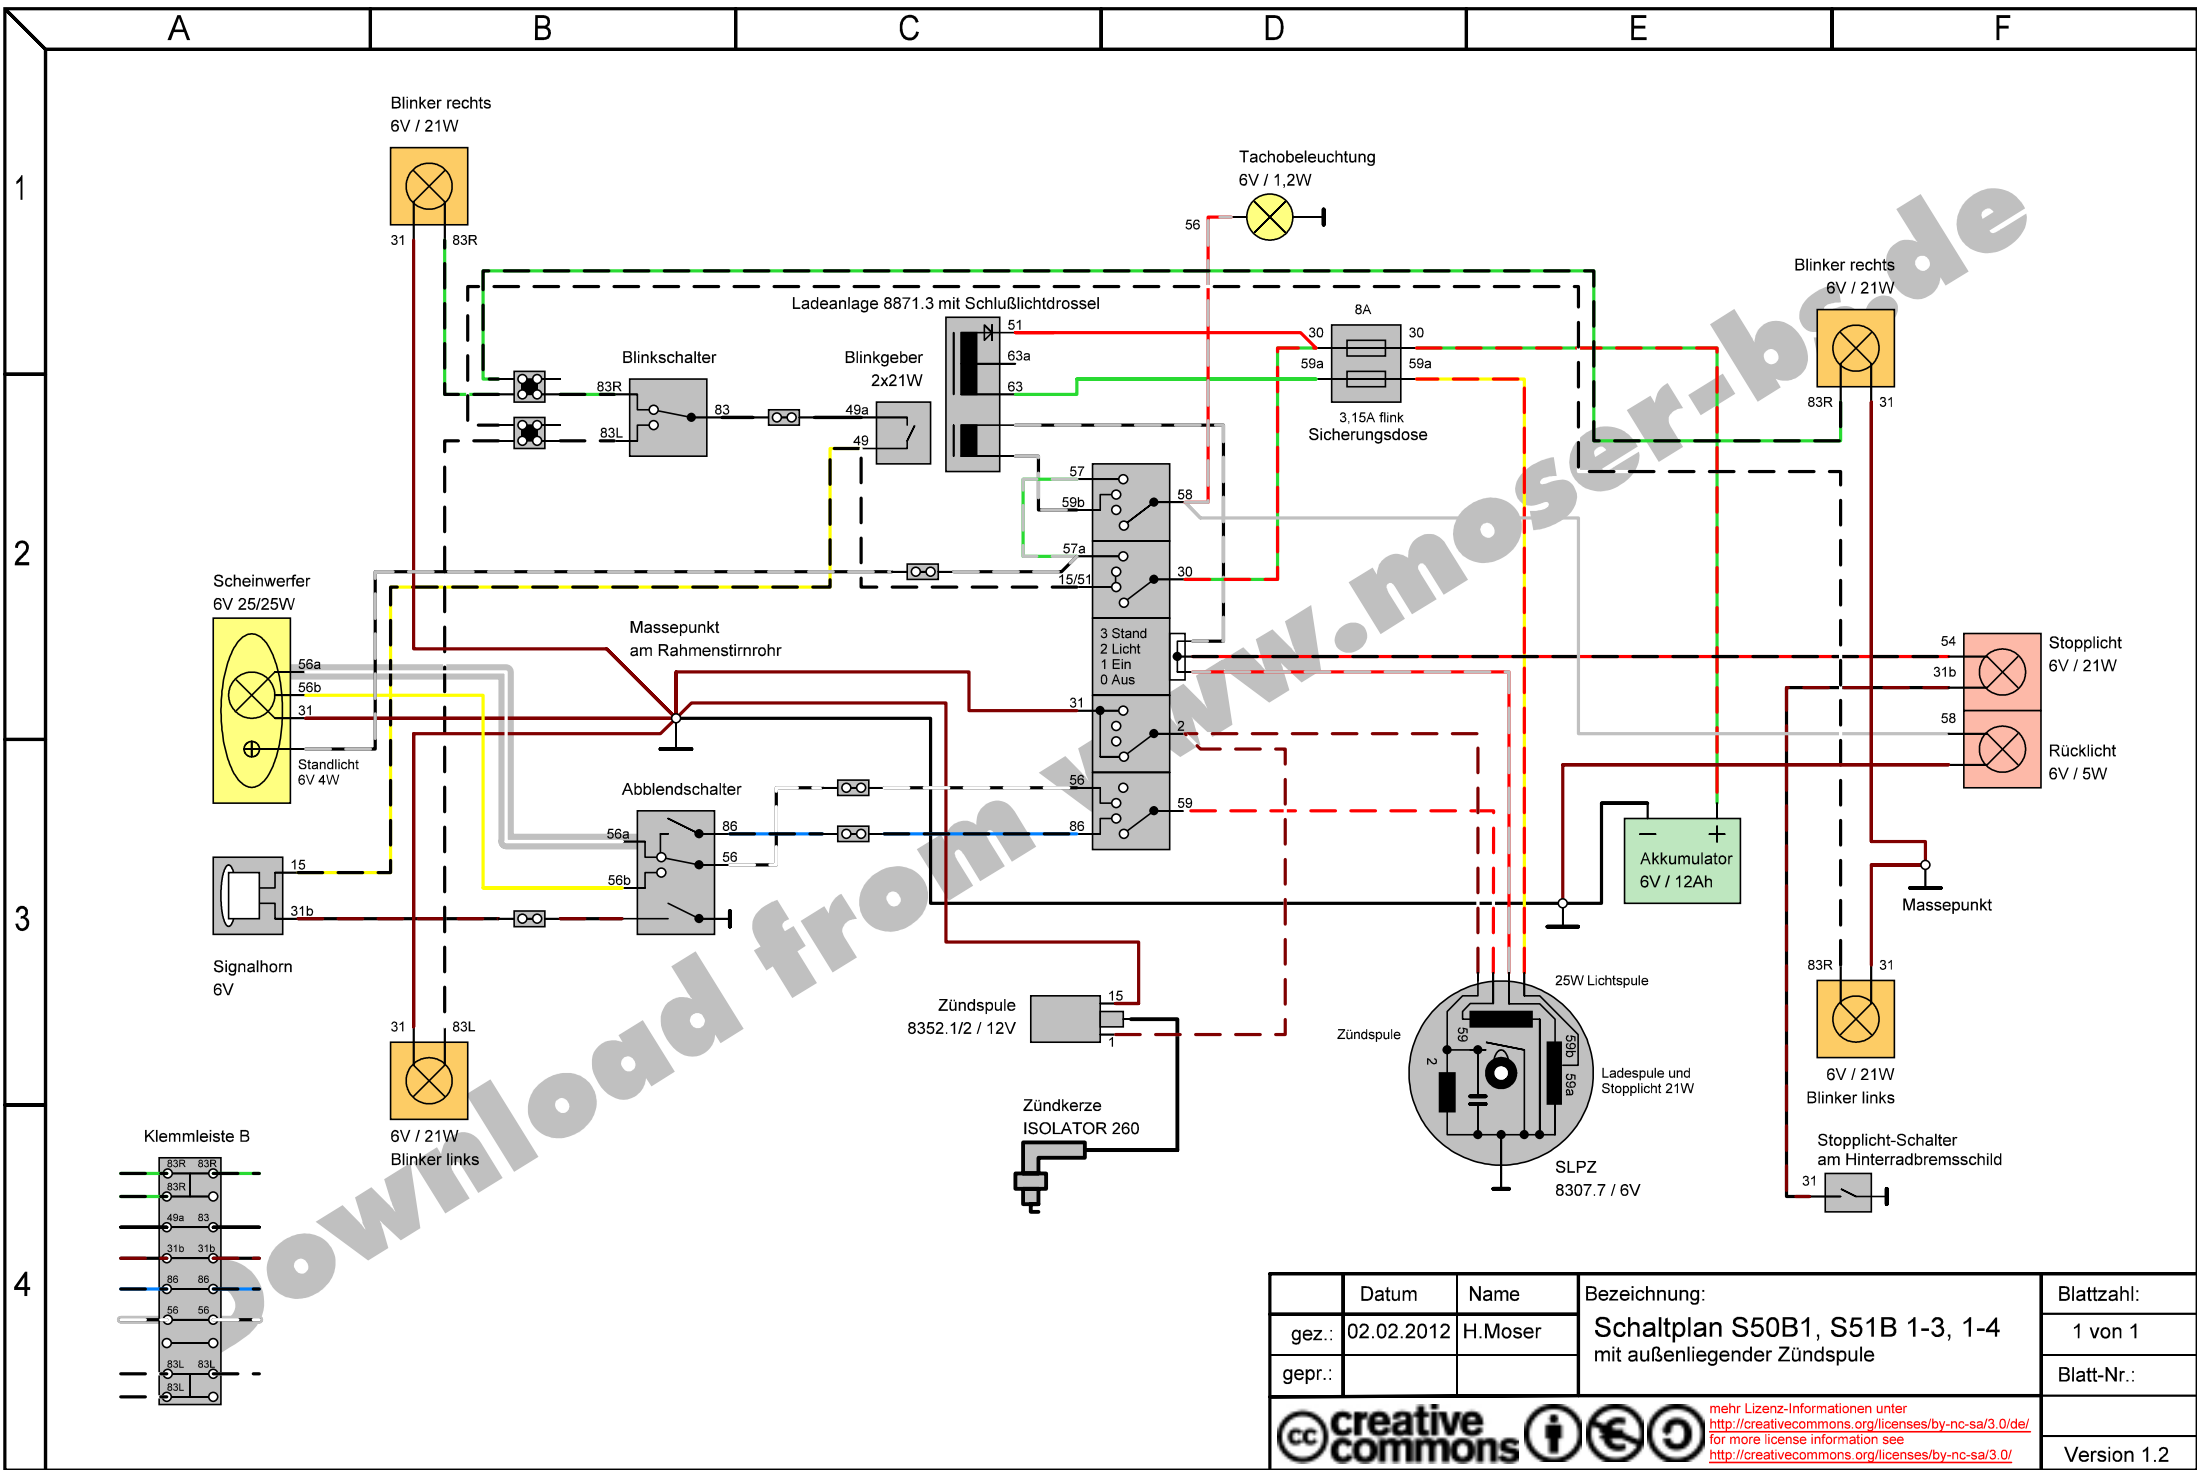 A B C D E F
1
2
3
4
Blinker rechts
6V / 21W
31 83R
Tachobeleuchtung
6V / 1,2W
56
Blinker rechts
6V / 21W
83R 31
Ladeanlage 8871.3 mit Schlußlichtdrossel
51
63a
63
8A
30 30
59a 59a
3,15A flink
Sicherungsdose
Blinkschalter
83R
83L
83
Blinkgeber
2x21W
49a
49
57
59b
58
57a
15/51
30
3 Stand
2 Licht
1 Ein
0 Aus
31
2
56
59
86
Scheinwerfer
6V 25/25W
56a
56b
31
Standlicht
6V 4W
Massepunkt
am Rahmenstirnrohr
Abblendschalter
56a
56b
86
56
Signalhorn
6V
15
31b
54
31b
58
Stopplicht
6V / 21W
Rücklicht
6V / 5W
Akkumulator
6V / 12Ah
Massepunkt
83R 31
6V / 21W
Blinker links
Stopplicht-Schalter
am Hinterradbremsschild
31
31 83L
6V / 21W
Blinker links
Zündspule
8352.1/2 / 12V
15
1
Zündkerze
ISOLATOR 260
25W Lichtspule
Zündspule
59
2
59b
59a
Ladespule und
Stopplicht 21W
SLPZ
8307.7 / 6V
Klemmleiste B
83R 83R
83R
49a 83
31b 31b
86 86
56 56
83L 83L
83L
Download from www.moser-bs.de
Datum Name
gez.: 02.02.2012 H.Moser
gepr.:
Bezeichnung:
Schaltplan S50B1, S51B 1-3, 1-4
mit außenliegender Zündspule
Blattzahl:
1 von 1
Blatt-Nr.:
Version 1.2
cc creative
commons
mehr Lizenz-Informationen unter
http://creativecommons.org/licenses/by-nc-sa/3.0/de/
for more license information see
http://creativecommons.org/licenses/by-nc-sa/3.0/